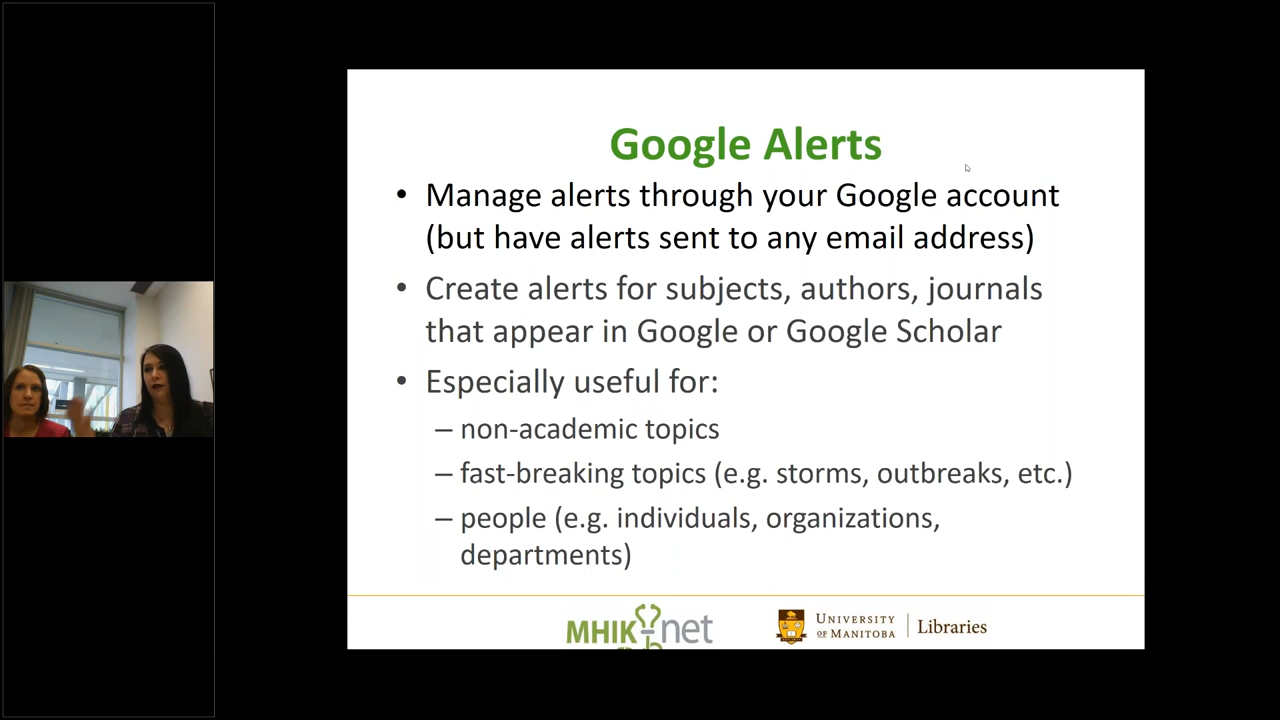 Google Alerts
• Manage alerts through your Google account
(but have alerts sent to any email address)
• Create alerts for subjects, authors, journals
that appear in Google or Google Scholar
• Especially useful for:
– non-academic topics
– fast-breaking topics (e.g. storms, outbreaks, etc.)
– people (e.g. individuals, organizations,
departments)
MHIKnet
UNIVERSITY
OF MANITOBA
Libraries